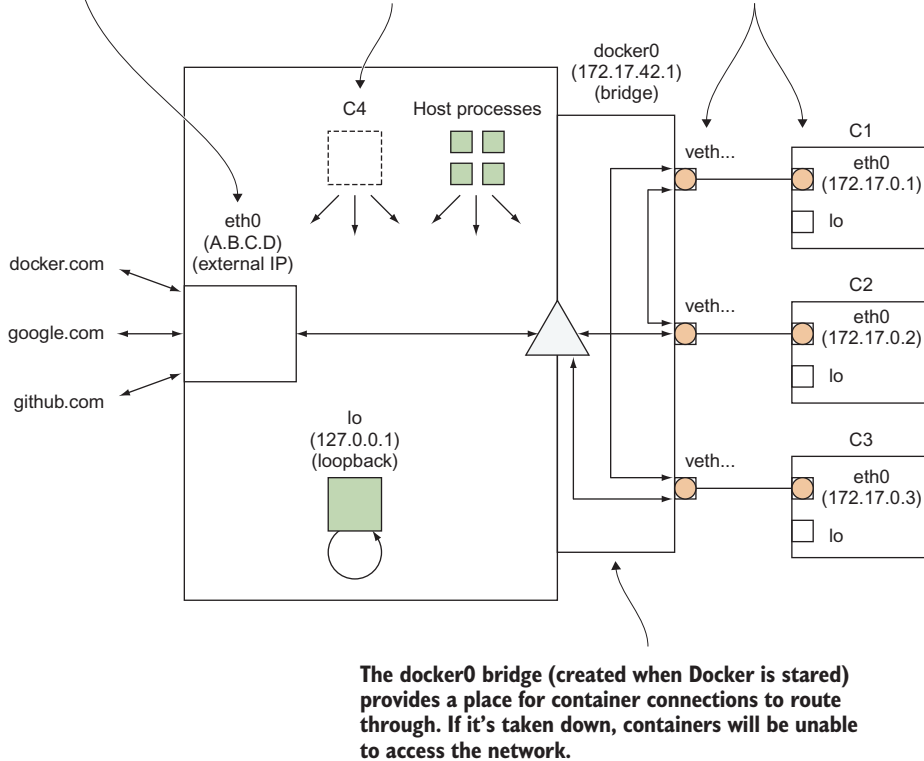 docker0
(172.17.42.1)
(bridge)
C4
Host processes
C1
veth...
eth0
(172.17.0.1)
lo
eth0
(A.B.C.D)
(external IP)
docker.com
google.com
github.com
C2
veth...
eth0
(172.17.0.2)
lo
lo
(127.0.0.1)
(loopback)
C3
veth...
eth0
(172.17.0.3)
lo
The docker0 bridge (created when Docker is stared)
provides a place for container connections to route
through. If it's taken down, containers will be unable
to access the network.